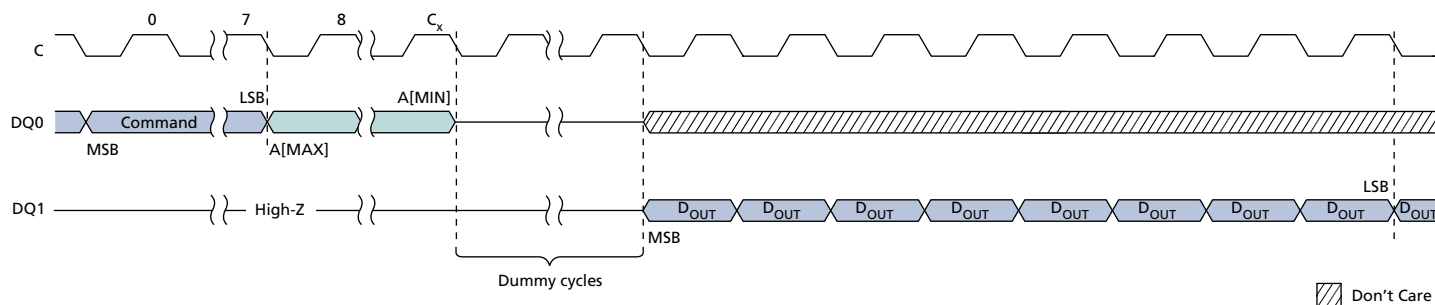 0 7 8 Cx
C
LSB A[MIN]
DQ0 Command
MSB A[MAX]
LSB
DQ1 High-Z DOUT DOUT DOUT DOUT DOUT DOUT DOUT DOUT DOUT
MSB
Dummy cycles
Don't Care